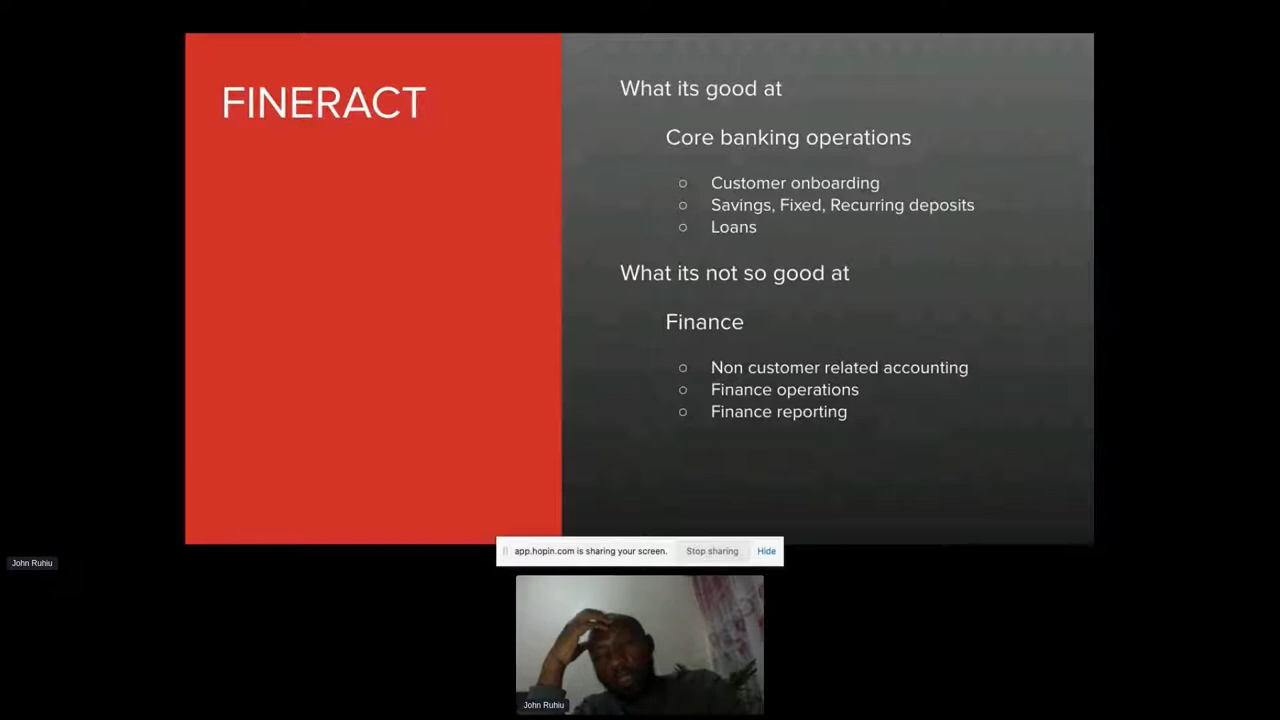 FINERACT
What its good at
Core banking operations
○ Customer onboarding
○ Savings, Fixed, Recurring deposits
○ Loans
What its not so good at
Finance
○ Non customer related accounting
○ Finance operations
○ Finance reporting
app.hopin.com is sharing your screen. Stop sharing Hide
John Ruhiu
John Ruhiu